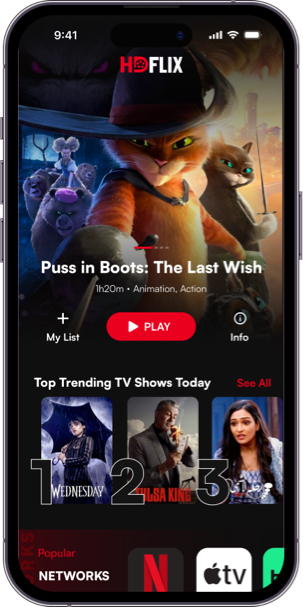 9:41
HDFLIX
Puss in Boots: The Last Wish
1h20m • Animation, Action
My List
PLAY
Info
Top Trending TV Shows Today
See All
1
WEDNESDAY
2
TULSA KING
3
Popular
NETWORKS
N
tv